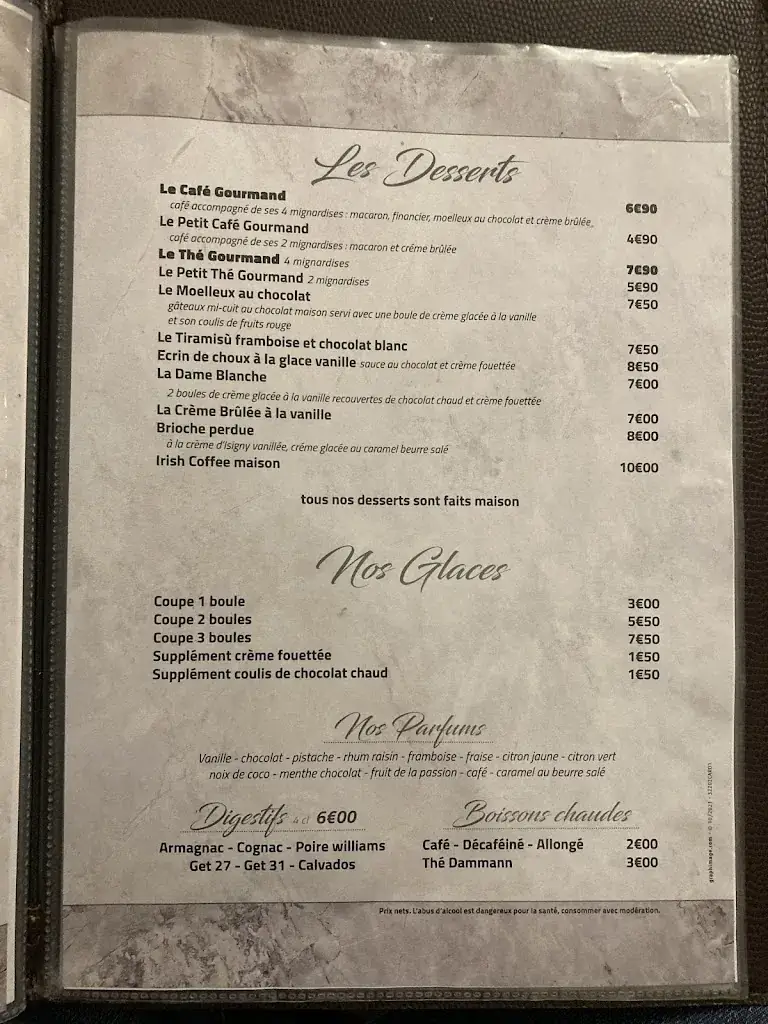 Les Desserts
Le Café Gourmand 6€90
café accompagné de ses 4 mignardises : macaron, financier, moelleux au chocolat et crème brûlée,
Le Petit Café Gourmand 4€90
café accompagné de ses 2 mignardises : macaron et crème brûlée
Le Thé Gourmand 4 mignardises 7€90
Le Petit Thé Gourmand 2 mignardises 5€90
Le Moelleux au chocolat 7€50
gâteaux mi-cuit au chocolat maison servi avec une boule de crème glacée à la vanille
et son coulis de fruits rouge
Le Tiramisù framboise et chocolat blanc 7€50
Ecrin de choux à la glace vanille sauce au chocolat et crème fouettée 8€50
La Dame Blanche 7€00
2 boules de crème glacée à la vanille recouvertes de chocolat chaud et crème fouettée
La Crème Brûlée à la vanille 7€00
Brioche perdue 8€00
à la crème d'Isigny vanillée, crème glacée au caramel beurre salé
Irish Coffee maison 10€00
tous nos desserts sont faits maison
Nos Glaces
Coupe 1 boule 3€00
Coupe 2 boules 5€50
Coupe 3 boules 7€50
Supplément crème fouettée 1€50
Supplément coulis de chocolat chaud 1€50
Nos Parfums
Vanille - chocolat - pistache - rhum raisin - framboise - fraise - citron jaune - citron vert
noix de coco - menthe chocolat - fruit de la passion - café - caramel au beurre salé
Digestifs 4 cl 6€00
Armagnac - Cognac - Poire williams
Get 27 - Get 31 - Calvados
Boissons chaudes
Café - Décaféiné - Allongé 2€00
Thé Dammann 3€00
Prix nets. L'abus d'alcool est dangereux pour la santé, consommer avec modération.